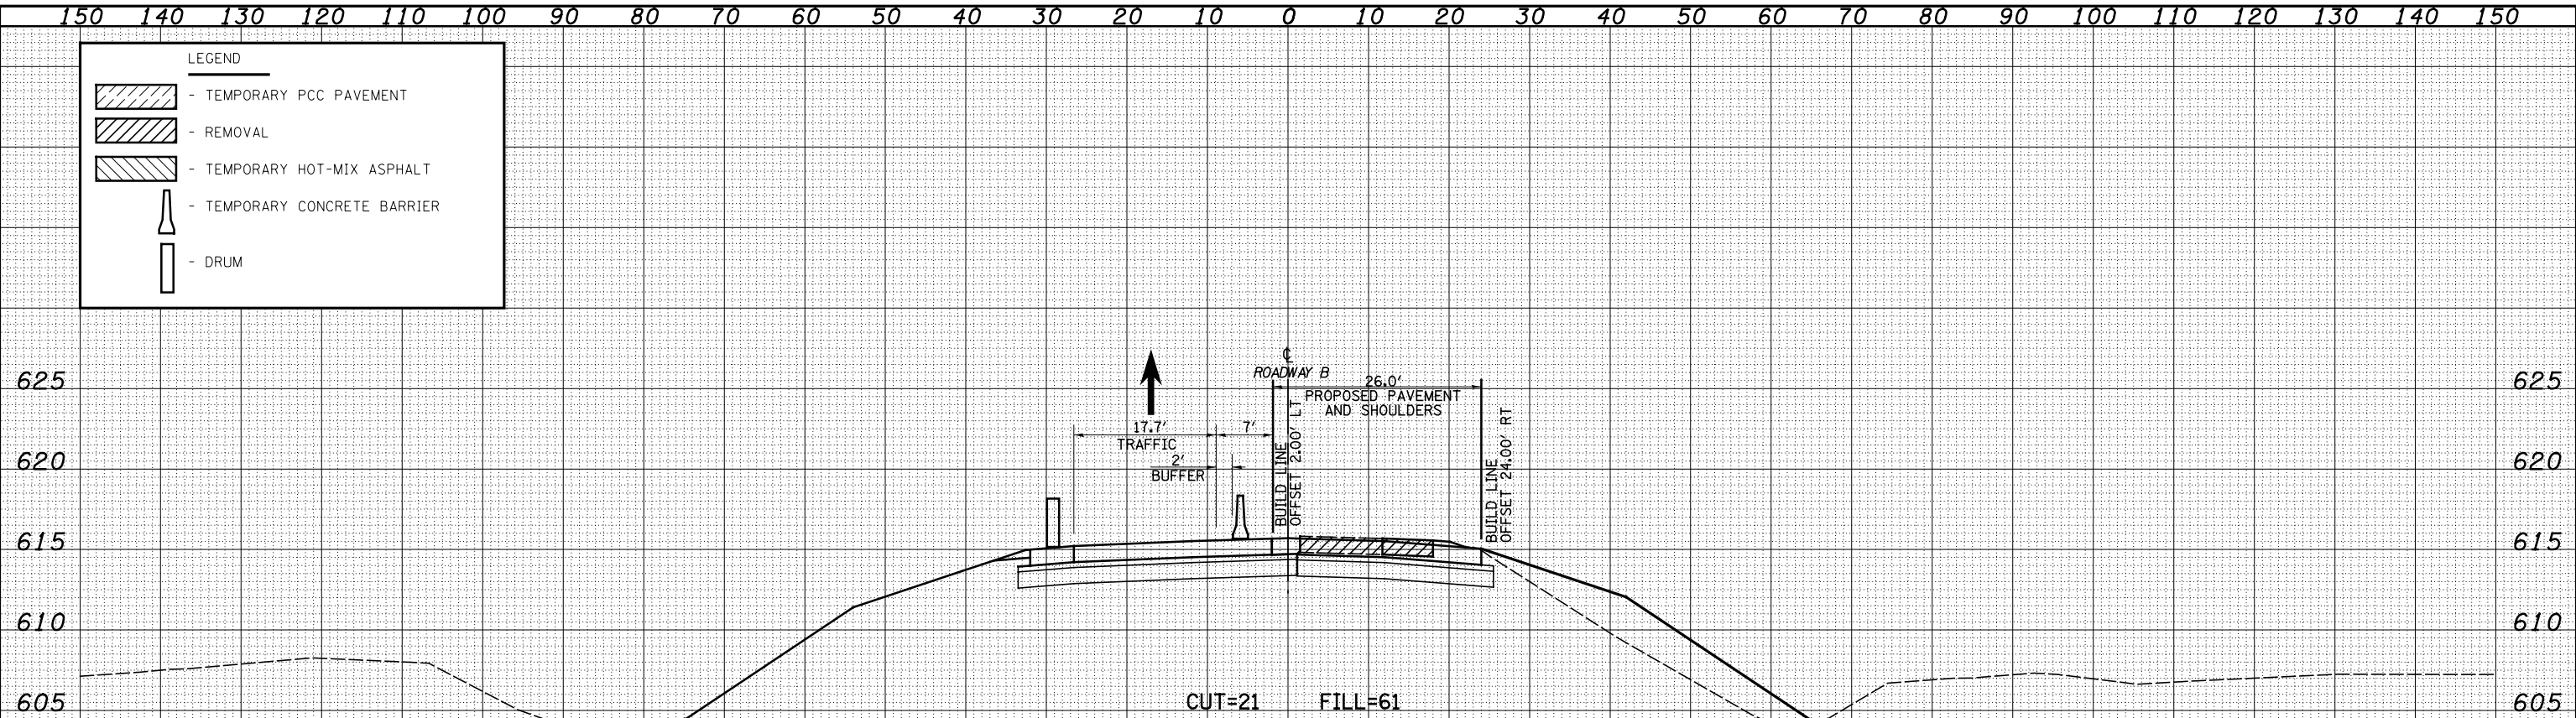 150 140 130 120 110 100 90 80 70 60 50 40 30 20 10 0 10 20 30 40 50 60 70 80 90 100 110 120 130 140 150
LEGEND
- TEMPORARY PCC PAVEMENT
- REMOVAL
- TEMPORARY HOT-MIX ASPHALT
- TEMPORARY CONCRETE BARRIER
- DRUM
℄
ROADWAY B
625 26.0' 625
PROPOSED PAVEMENT
AND SHOULDERS
17.7' 7'
TRAFFIC
620 2' 620
BUFFER
BUILD LINE
OFFSET 2.00' LT
BUILD LINE
OFFSET 24.00' RT
615 615
610 610
CUT=21 FILL=61
605 605